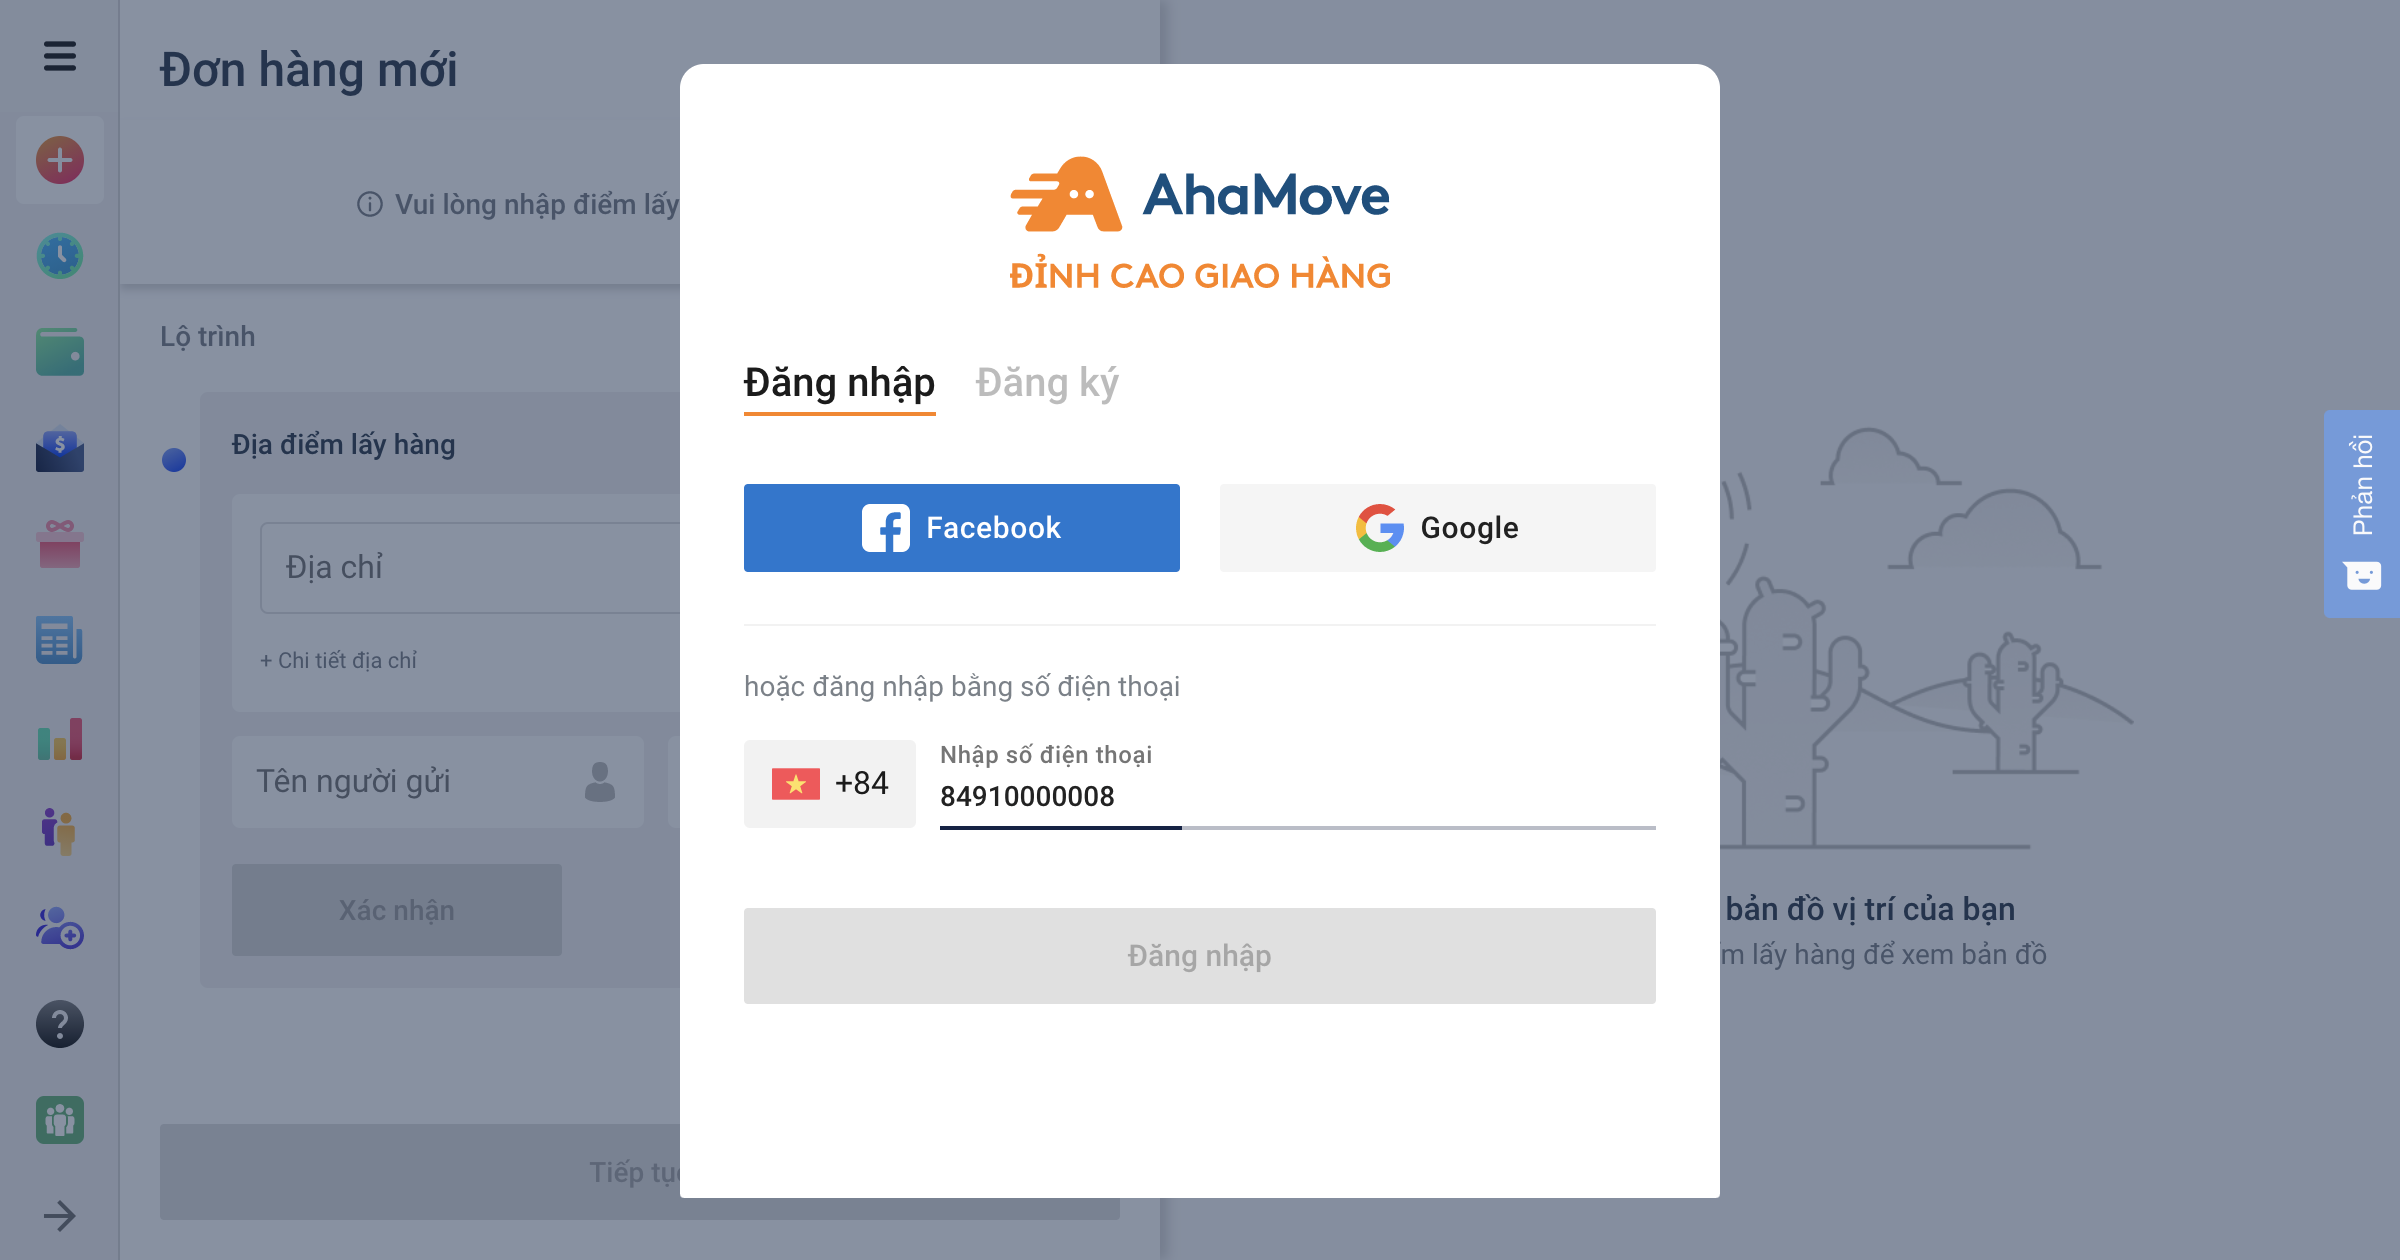 Đơn hàng mới
Vui lòng nhập điểm lấy
Lộ trình
Địa điểm lấy hàng
Địa chỉ
+ Chi tiết địa chỉ
Tên người gửi
Xác nhận
Tiếp tục
AhaMove
ĐỈNH CAO GIAO HÀNG
Đăng nhập Đăng ký
Facebook Google
hoặc đăng nhập bằng số điện thoại
Nhập số điện thoại
+84 84910000008
Đăng nhập
bản đồ vị trí của bạn
lấy hàng để xem bản đồ
Phản hồi